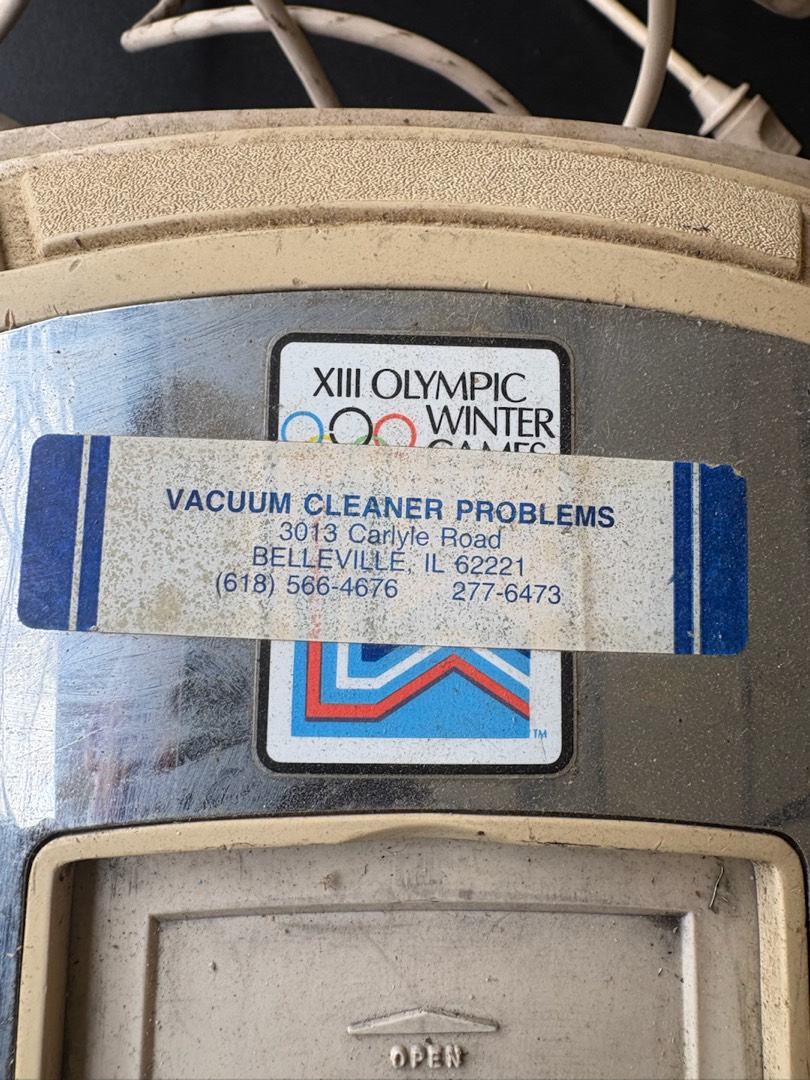 XIII OLYMPIC
WINTER
GAMES
VACUUM CLEANER PROBLEMS
3013 Carlyle Road
BELLEVILLE, IL 62221
(618) 566-4676 277-6473
TM
OPEN